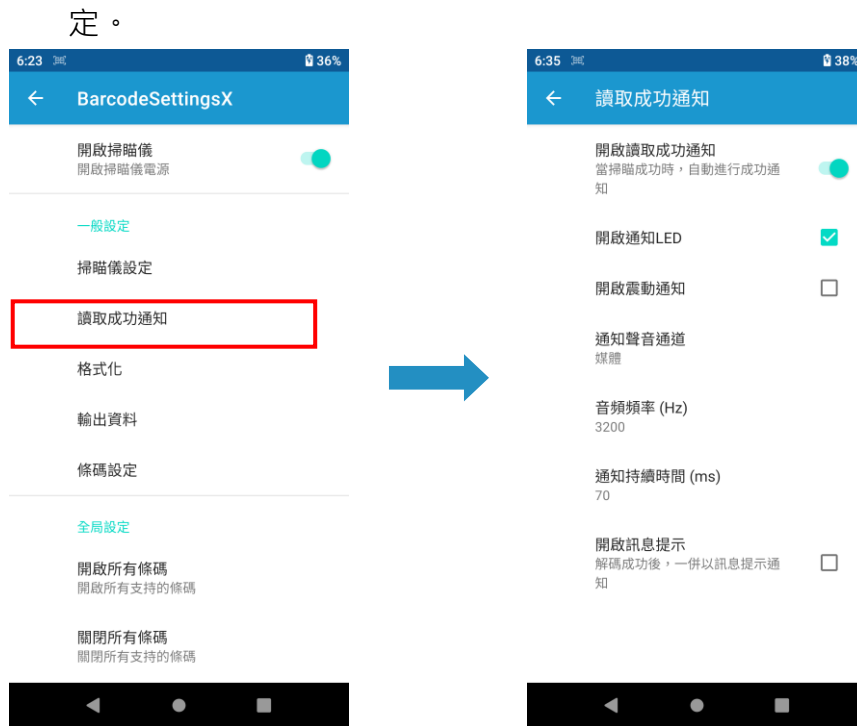 定。
6:23 36%
BarcodeSettingsX
開啟掃瞄儀
開啟掃瞄儀電源
一般設定
掃瞄儀設定
讀取成功通知
格式化
輸出資料
條碼設定
全局設定
開啟所有條碼
開啟所有支持的條碼
關閉所有條碼
關閉所有支持的條碼
6:35 38%
讀取成功通知
開啟讀取成功通知
當掃瞄成功時，自動進行成功通
知
開啟通知LED
開啟震動通知
通知聲音通道
媒體
音頻頻率 (Hz)
3200
通知持續時間 (ms)
70
開啟訊息提示
解碼成功後，一併以訊息提示通
知